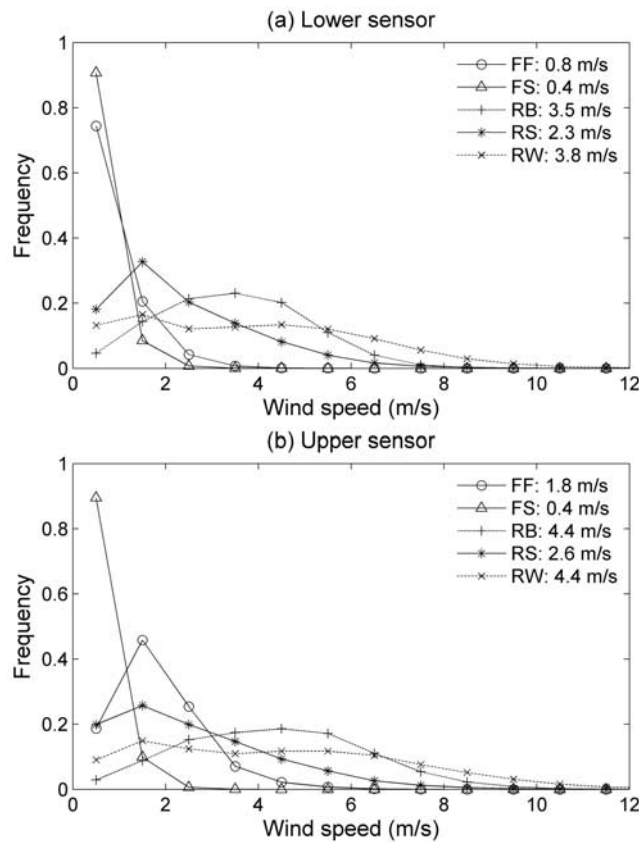 (a) Lower sensor
1
0.8
0.6
0.4
0.2
0
Frequency
FF: 0.8 m/s
FS: 0.4 m/s
RB: 3.5 m/s
RS: 2.3 m/s
RW: 3.8 m/s
0 2 4 6 8 10 12
Wind speed (m/s)
(b) Upper sensor
1
0.8
0.6
0.4
0.2
0
Frequency
FF: 1.8 m/s
FS: 0.4 m/s
RB: 4.4 m/s
RS: 2.6 m/s
RW: 4.4 m/s
0 2 4 6 8 10 12
Wind speed (m/s)